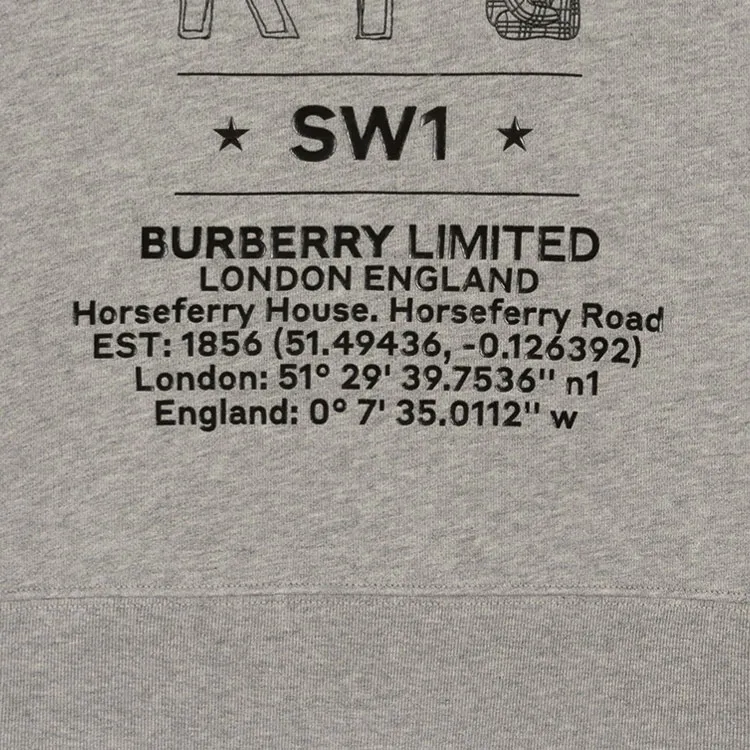 ★ SW1 ★
BURBERRY LIMITED
LONDON ENGLAND
Horseferry House. Horseferry Road
EST: 1856 (51.49436, -0.126392)
London: 51° 29' 39.7536" n1
England: 0° 7' 35.0112" w